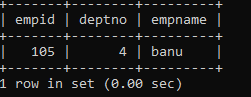 +-------+--------+---------+
| empid | deptno | empname |
+-------+--------+---------+
|   105 |      4 | banu    |
+-------+--------+---------+
1 row in set (0.00 sec)